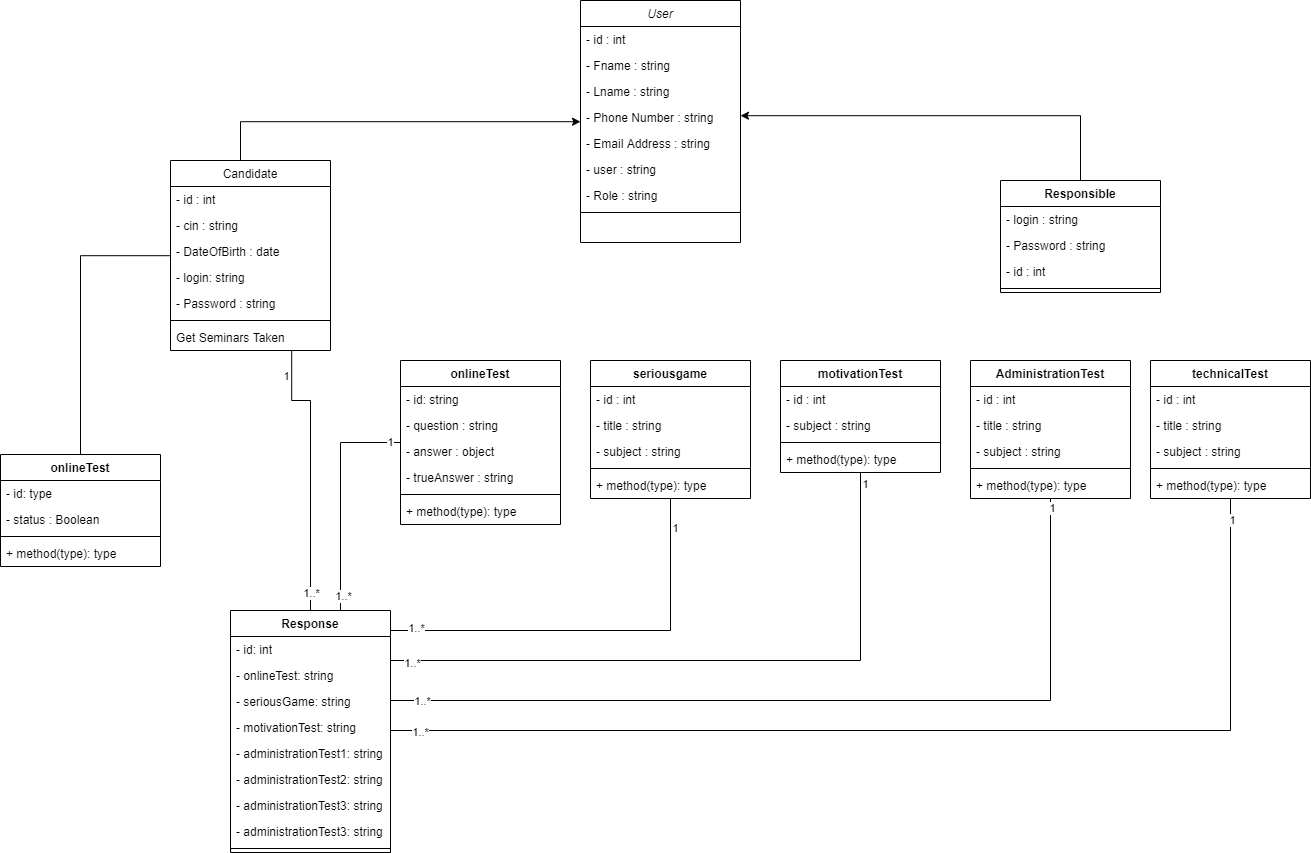 User
- id : int
- Fname : string
- Lname : string
- Phone Number : string
- Email Address : string
- user : string
- Role : string
Candidate
- id : int
- cin : string
- DateOfBirth : date
- login: string
- Password : string
Get Seminars Taken
Responsible
- login : string
- Password : string
- id : int
1
onlineTest
- id: string
- question : string
- answer : object
- trueAnswer : string
+ method(type): type
1
seriousgame
- id : int
- title : string
- subject : string
+ method(type): type
1
motivationTest
- id : int
- subject : string
+ method(type): type
1
AdministrationTest
- id : int
- title : string
- subject : string
+ method(type): type
1
technicalTest
- id : int
- title : string
- subject : string
+ method(type): type
1
onlineTest
- id: type
- status : Boolean
+ method(type): type
1..*
1..*
Response
- id: int
- onlineTest: string
- seriousGame: string
- motivationTest: string
- administrationTest1: string
- administrationTest2: string
- administrationTest3: string
- administrationTest3: string
1..*
1..*
1..*
1..*